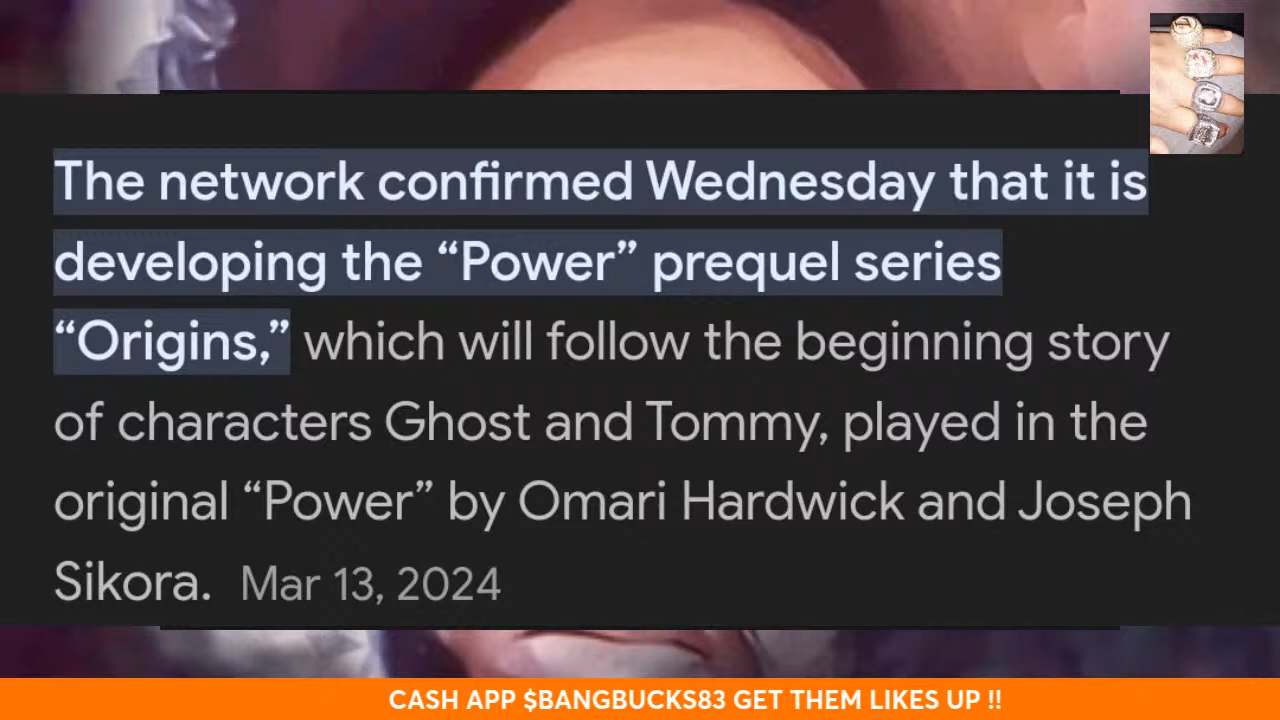 The network confirmed Wednesday that it is
developing the “Power” prequel series
“Origins,” which will follow the beginning story
of characters Ghost and Tommy, played in the
original “Power” by Omari Hardwick and Joseph
Sikora. Mar 13, 2024
CASH APP $BANGBUCKS83 GET THEM LIKES UP !!